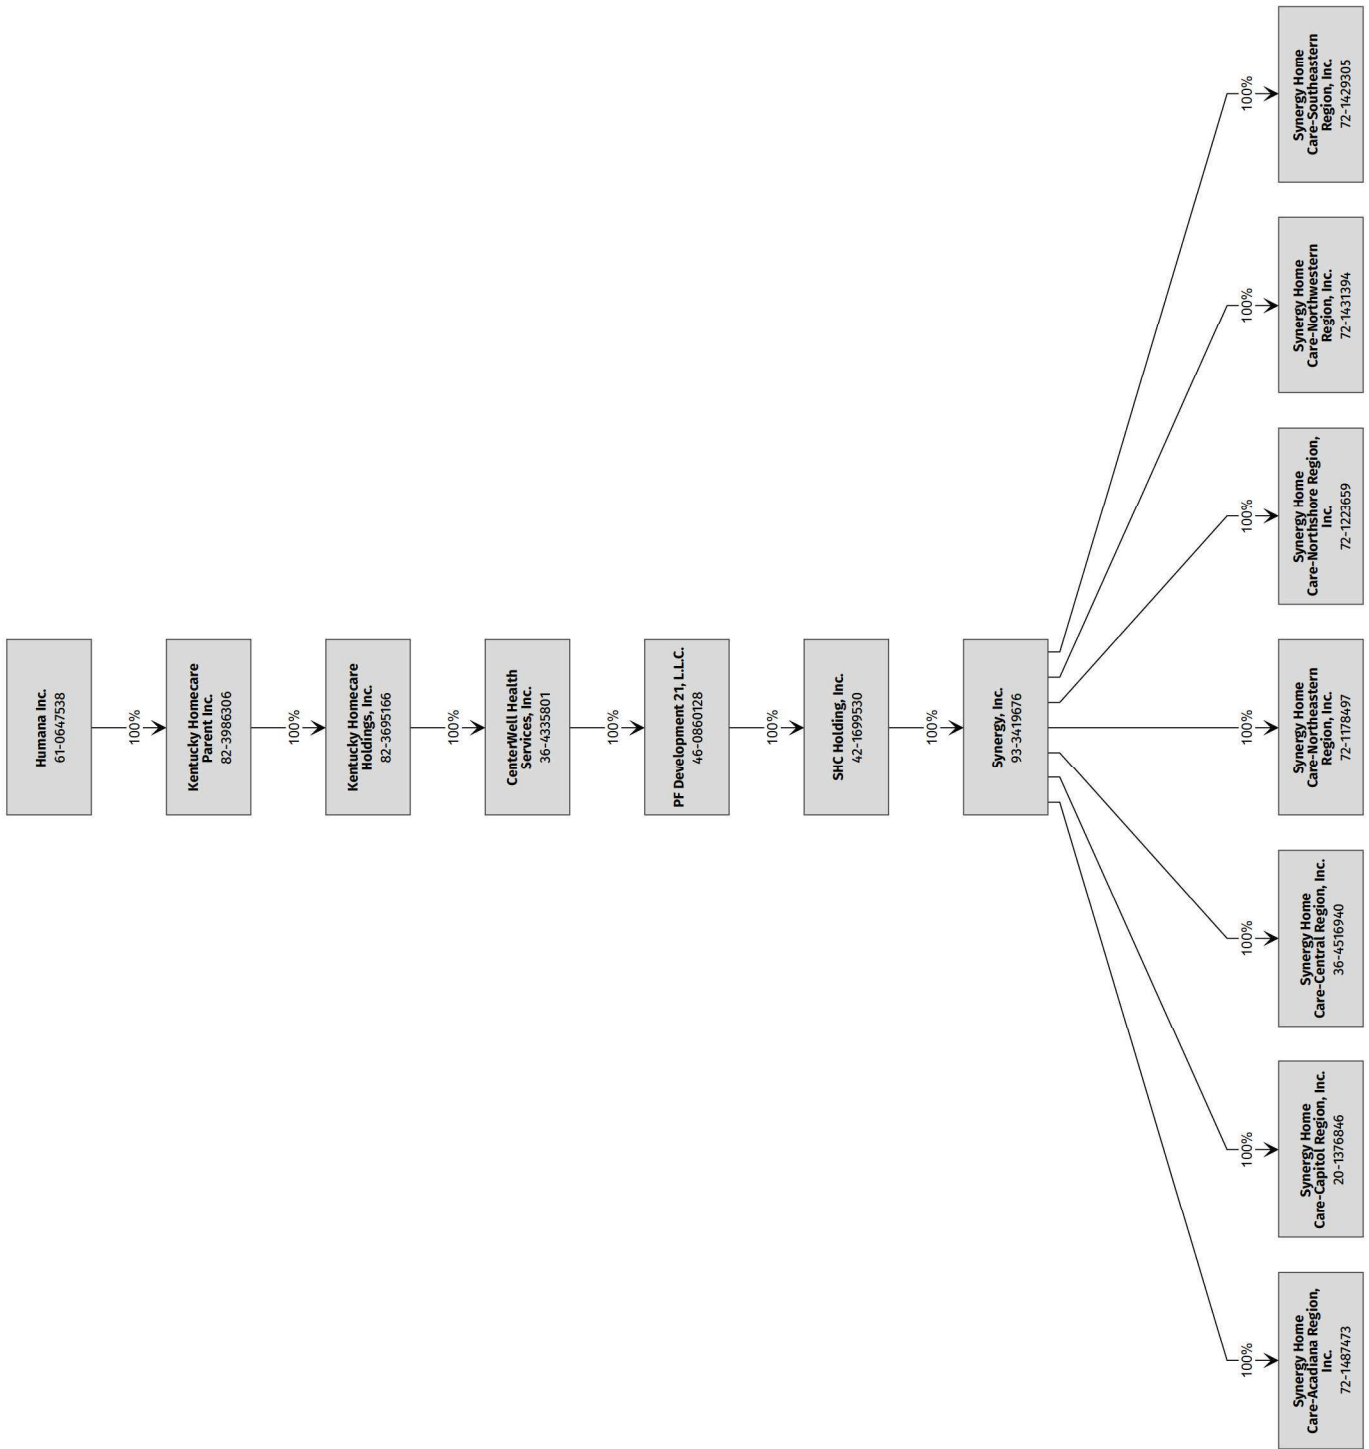 Humana Inc.
61-0647538
100%
Kentucky Homecare
Parent Inc.
82-3986306
100%
Kentucky Homecare
Holdings, Inc.
82-3695166
100%
CenterWell Health
Services, Inc.
36-4335801
100%
PF Development 21, L.L.C.
46-0860128
100%
SHC Holding, Inc.
42-1699530
100%
Synergy, Inc.
93-3419676
100%
100%
100%
100%
100%
100%
100%
Synergy Home
Care-Acadiana Region,
Inc.
72-1487473
Synergy Home
Care-Capitol Region, Inc.
20-1376846
Synergy Home
Care-Central Region, Inc.
36-4516940
Synergy Home
Care-Northeastern
Region, Inc.
72-1178497
Synergy Home
Care-Northshore Region,
Inc.
72-1223659
Synergy Home
Care-Northwestern
Region, Inc.
72-1431394
Synergy Home
Care-Southeastern
Region, Inc.
72-1429305